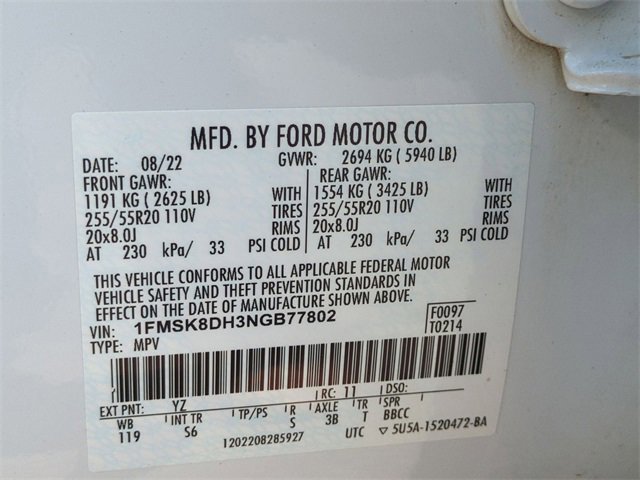 MFD. BY FORD MOTOR CO.
DATE: 08/22 GVWR: 2694 KG ( 5940 LB)
FRONT GAWR: REAR GAWR:
1191 KG ( 2625 LB) WITH 1554 KG ( 3425 LB) WITH
255/55R20 110V TIRES 255/55R20 110V TIRES
20x8.0J RIMS 20x8.0J RIMS
AT 230 kPa/ 33 PSI COLD AT 230 kPa/ 33 PSI COLD
THIS VEHICLE CONFORMS TO ALL APPLICABLE FEDERAL MOTOR
VEHICLE SAFETY AND THEFT PREVENTION STANDARDS IN
EFFECT ON THE DATE OF MANUFACTURE SHOWN ABOVE.
VIN: 1FMSK8DH3NGB77802 F0097
TYPE: MPV T0214
EXT PNT: YZ RC: 11 DSO:
WB INT TR TP/PS R AXLE TR SPR
119 S6 S 3B T BBCC
1202208285927 UTC ▽ 5U5A-1520472-BA